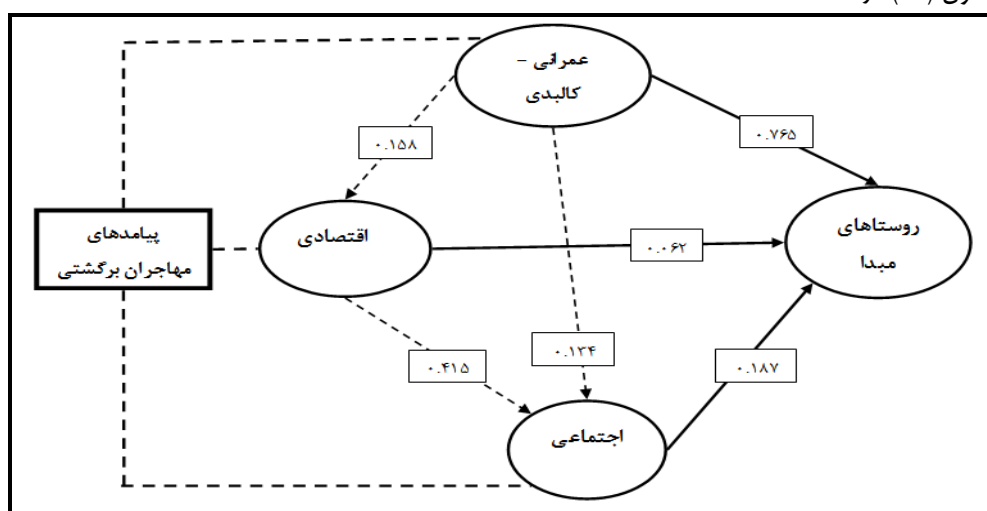 عمرانی –
کالبدی
۰.۷۶۵
۰.۱۵۸
روستاهای
مبدا
اقتصادی
پیامدهای
مهاجران برگشتی
۰.۰۶۲
۰.۱۳۴
۰.۴۱۵
۰.۱۸۷
اجتماعی